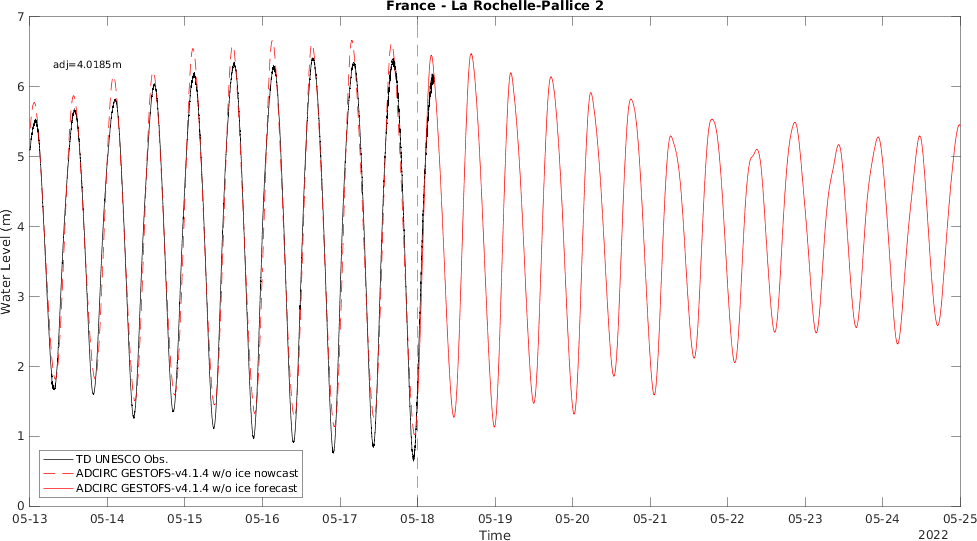 France - La Rochelle-Pallice 2
7
adj=4.0185m
6
5
4
Water Level (m)
3
2
1
0
TD UNESCO Obs.
ADCIRC GESTOFS-v4.1.4 w/o ice nowcast
ADCIRC GESTOFS-v4.1.4 w/o ice forecast
05-13 05-14 05-15 05-16 05-17 05-18 05-19 05-20 05-21 05-22 05-23 05-24 05-25
Time
2022